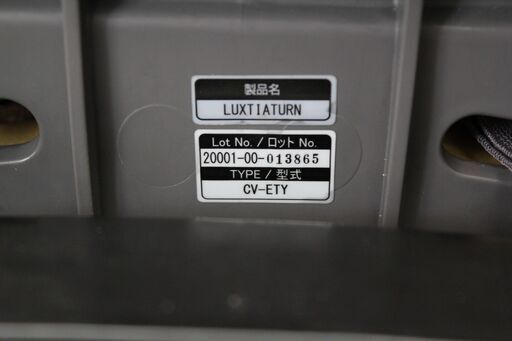 製品名
LUXTIATURN
Lot No. / ロット No.
20001-00-013865
TYPE / 型式
CV-ETY